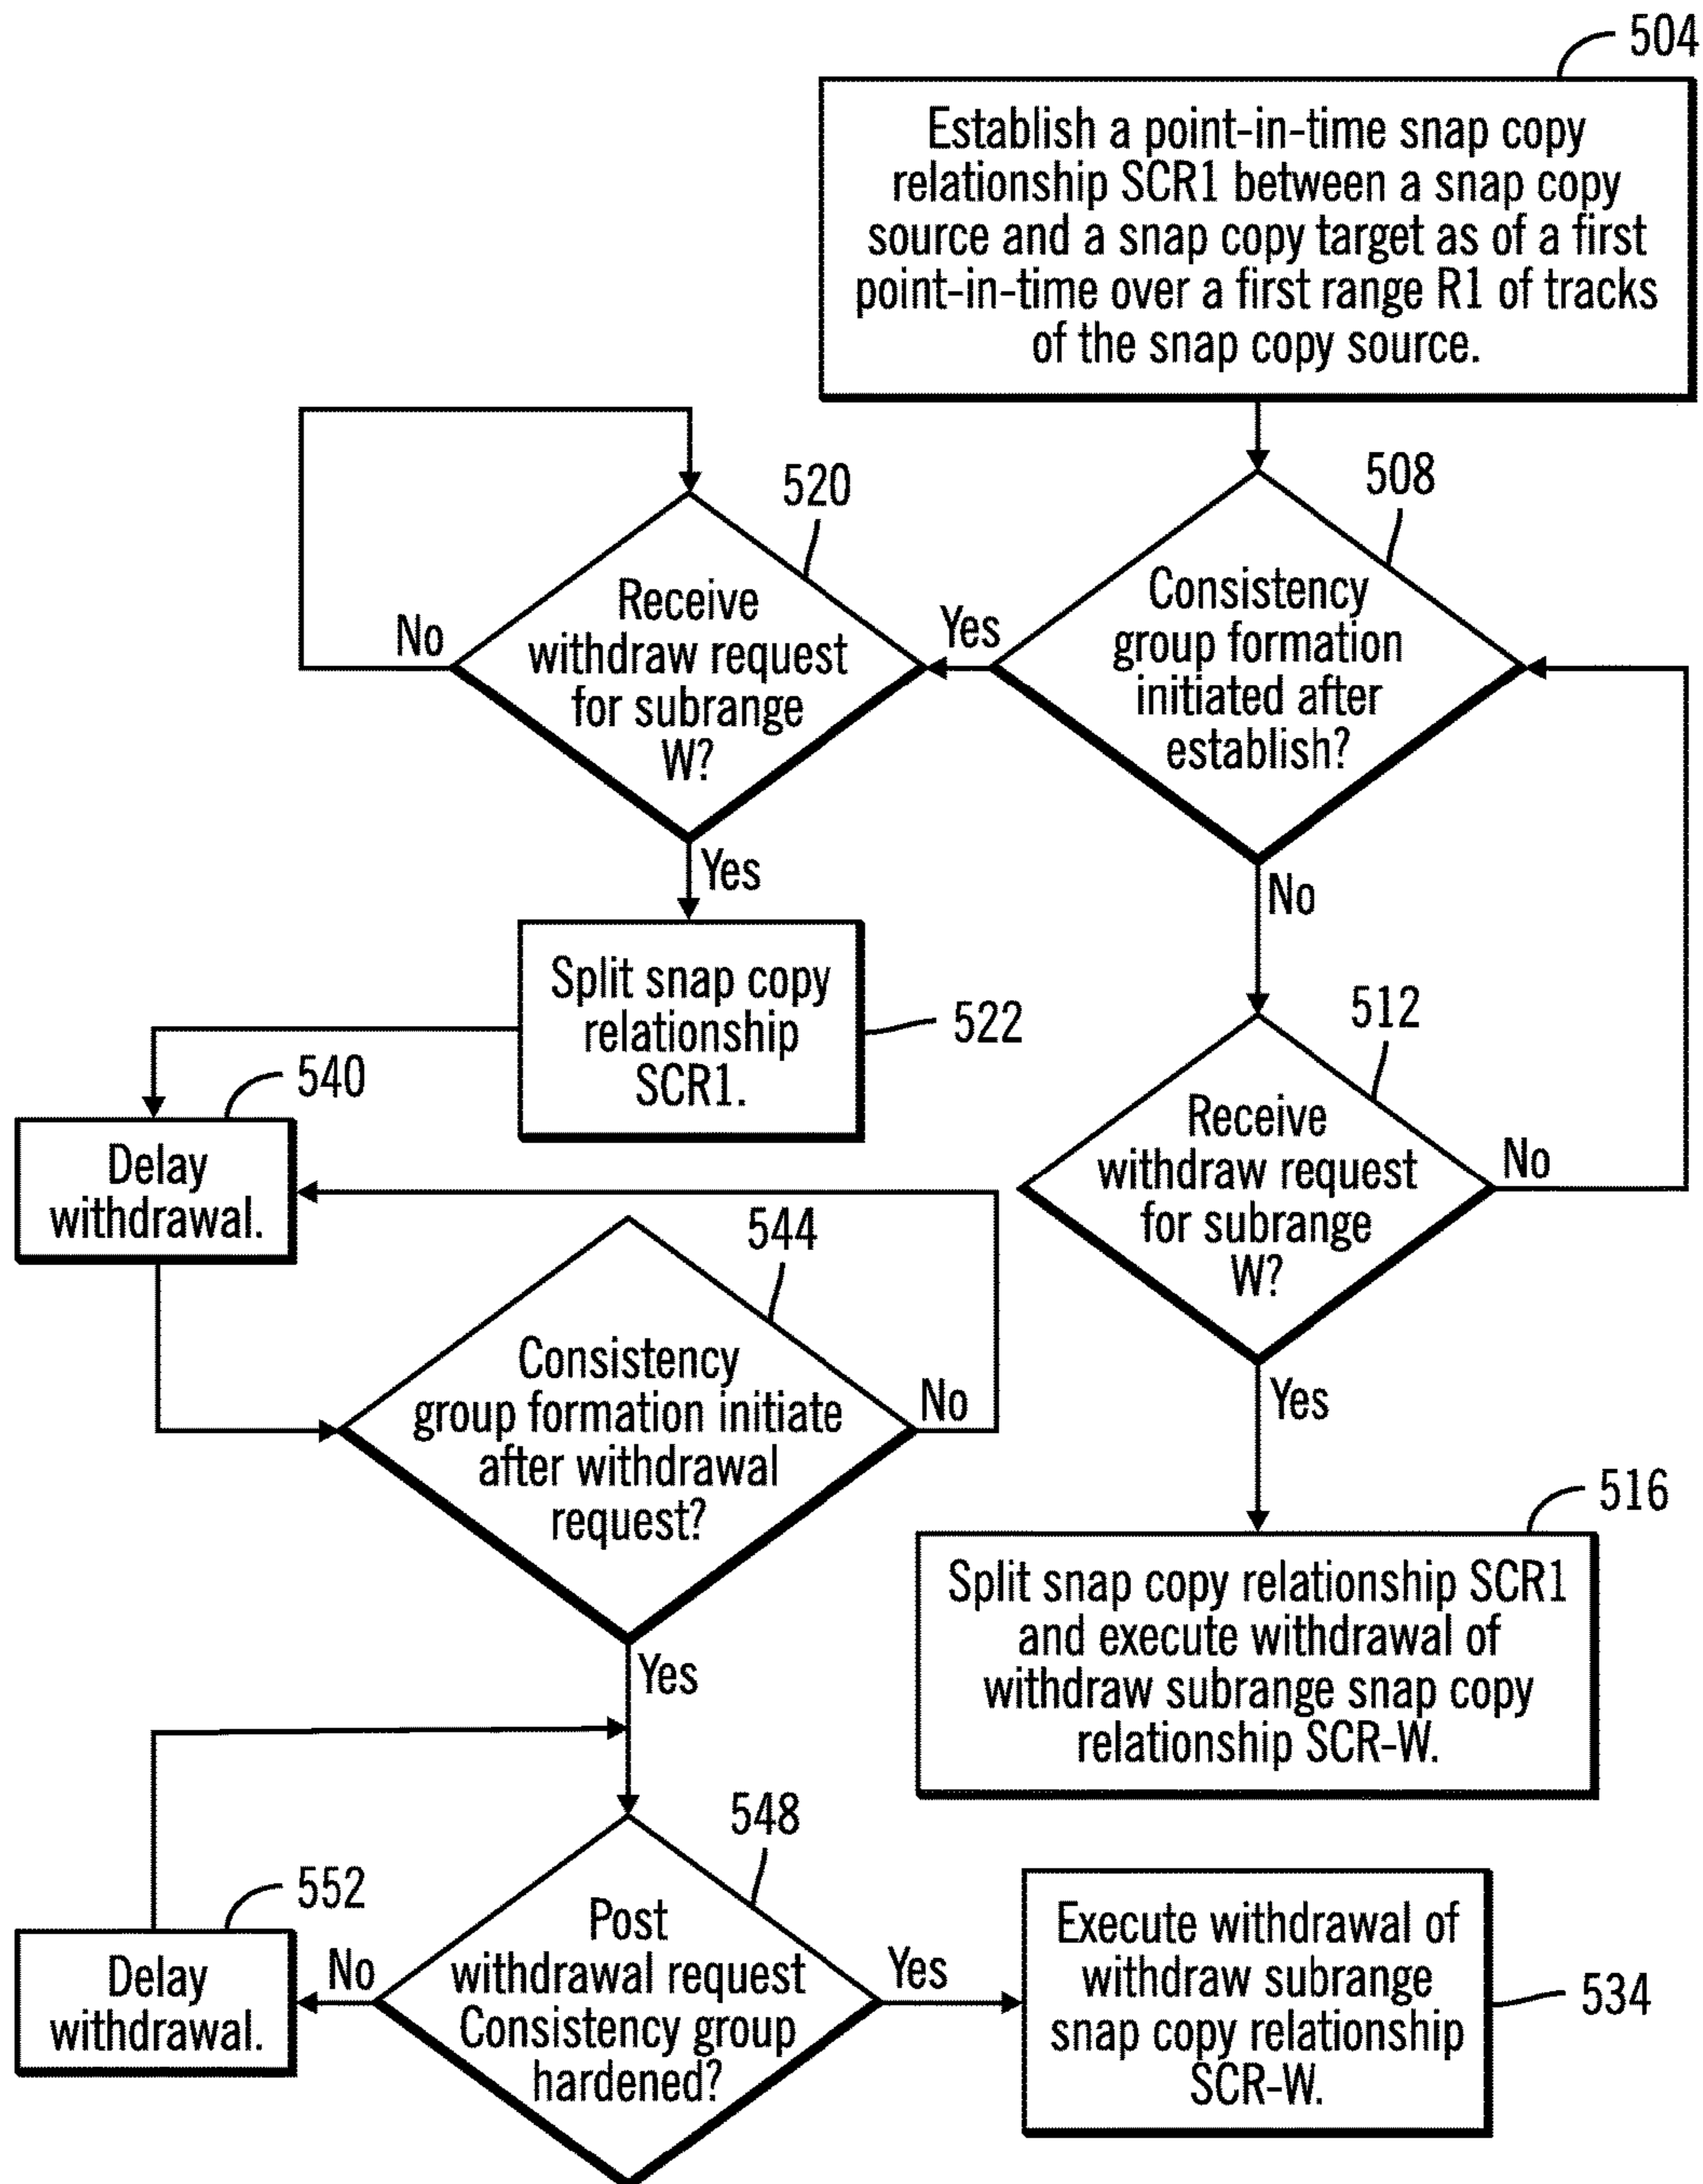 504
Establish a point-in-time snap copy
relationship SCR1 between a snap copy
source and a snap copy target as of a first
point-in-time over a first range R1 of tracks
of the snap copy source.
508
Consistency
group formation
initiated after
establish?
Yes
No
520
Receive
withdraw request
for subrange
W?
No
Yes
512
Receive
withdraw request
for subrange
W?
No
Yes
522
Split snap copy
relationship
SCR1.
540
Delay
withdrawal.
544
Consistency
group formation initiate
after withdrawal
request?
No
Yes
516
Split snap copy relationship SCR1
and execute withdrawal of
withdraw subrange snap copy
relationship SCR-W.
548
Post
withdrawal request
Consistency group
hardened?
No
Yes
552
Delay
withdrawal.
Execute withdrawal of
withdraw subrange
snap copy relationship
SCR-W.
534